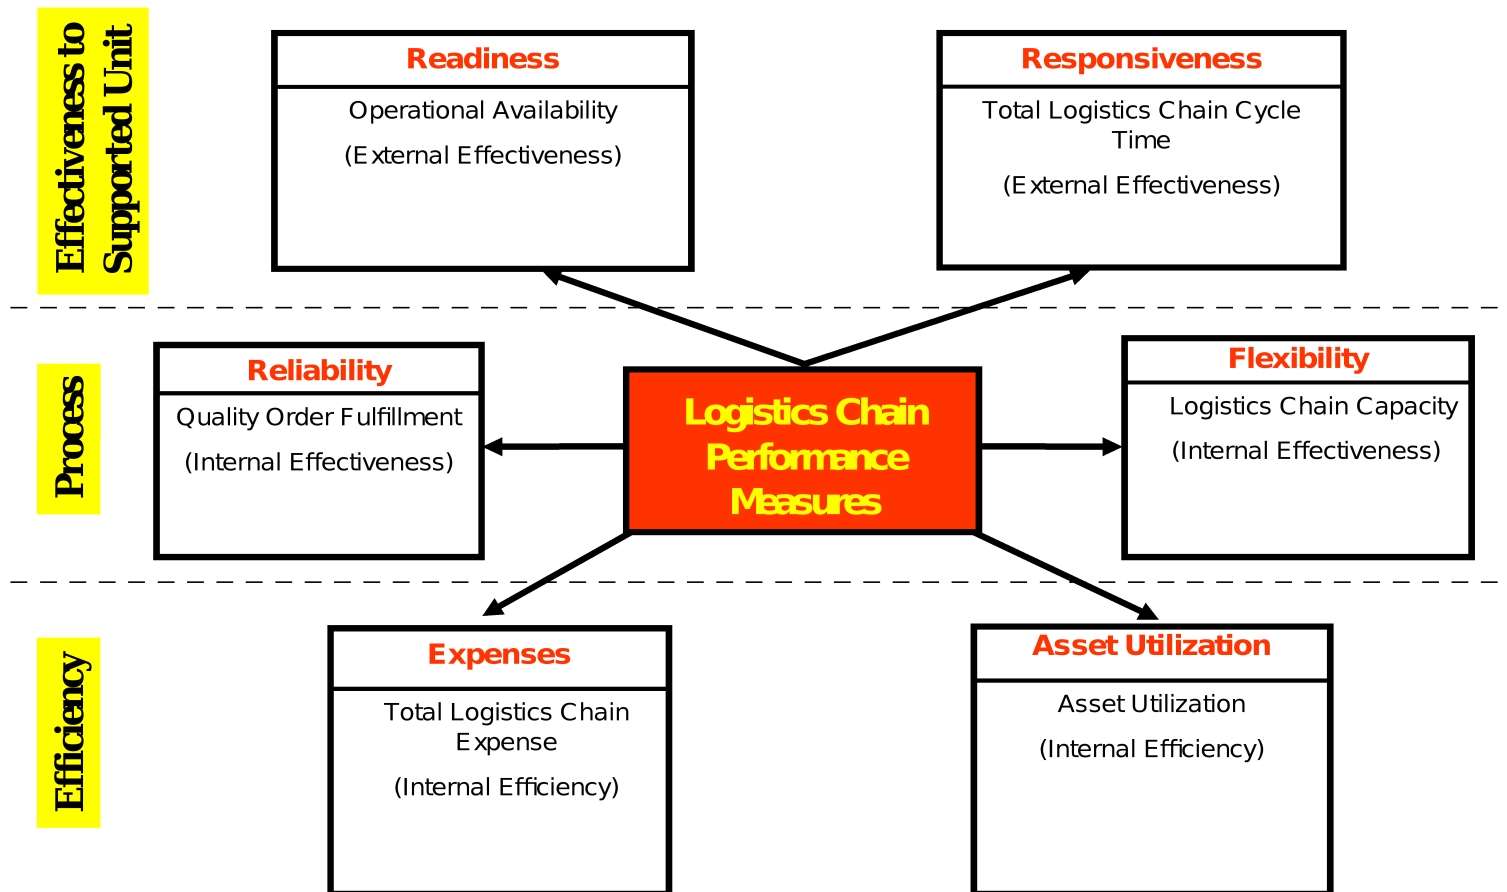 Effectiveness to
Supported Unit
Readiness
Operational Availability
(External Effectiveness)
Responsiveness
Total Logistics Chain Cycle
Time
(External Effectiveness)
Process
Reliability
Quality Order Fulfillment
(Internal Effectiveness)
Logistics Chain
Performance
Measures
Flexibility
Logistics Chain Capacity
(Internal Effectiveness)
Efficiency
Expenses
Total Logistics Chain
Expense
(Internal Efficiency)
Asset Utilization
Asset Utilization
(Internal Efficiency)